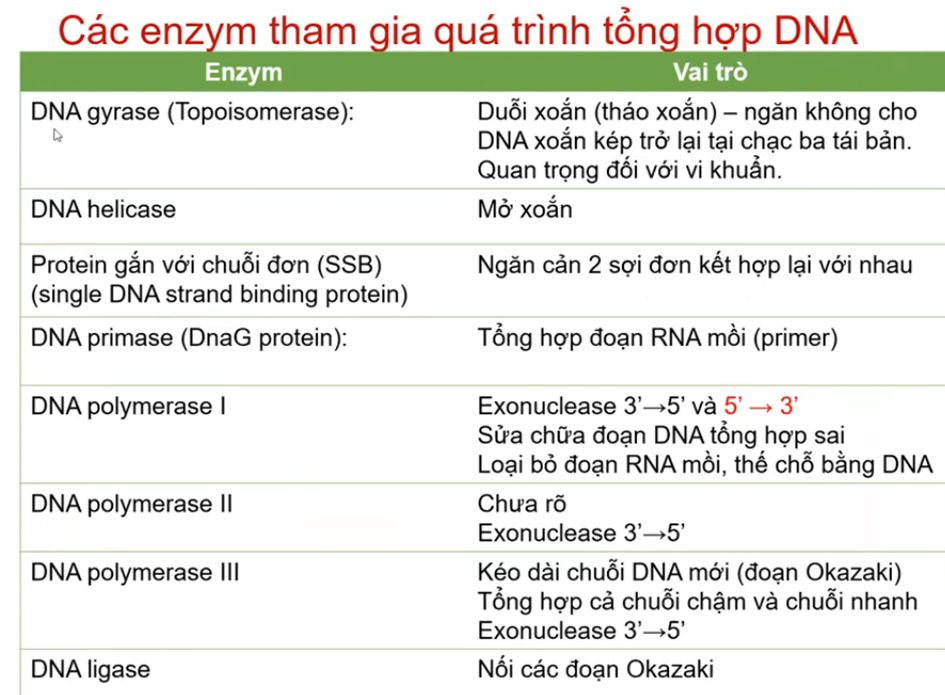 Các enzym tham gia quá trình tổng hợp DNA
Enzym
Vai trò
DNA gyrase (Topoisomerase):
Duỗi xoắn (tháo xoắn) – ngăn không cho
DNA xoắn kép trở lại tại chạc ba tái bản.
Quan trọng đối với vi khuẩn.
DNA helicase
Mở xoắn
Protein gắn với chuỗi đơn (SSB)
(single DNA strand binding protein)
Ngăn cản 2 sợi đơn kết hợp lại với nhau
DNA primase (DnaG protein):
Tổng hợp đoạn RNA mồi (primer)
DNA polymerase I
Exonuclease 3’→5’ và 5’ → 3’
Sửa chữa đoạn DNA tổng hợp sai
Loại bỏ đoạn RNA mồi, thế chỗ bằng DNA
DNA polymerase II
Chưa rõ
Exonuclease 3’→5’
DNA polymerase III
Kéo dài chuỗi DNA mới (đoạn Okazaki)
Tổng hợp cả chuỗi chậm và chuỗi nhanh
Exonuclease 3’→5’
DNA ligase
Nối các đoạn Okazaki